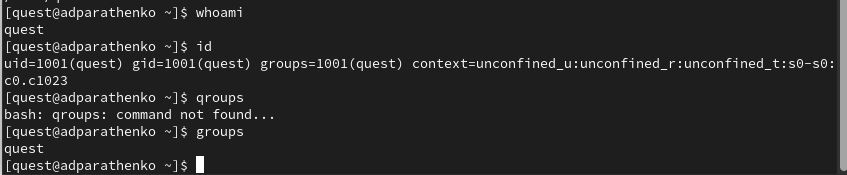 [quest@adparathenko ~]$ whoami
quest
[quest@adparathenko ~]$ id
uid=1001(quest) gid=1001(quest) groups=1001(quest) context=unconfined_u:unconfined_r:unconfined_t:s0-s0:
c0.c1023
[quest@adparathenko ~]$ qroups
bash: qroups: command not found...
[quest@adparathenko ~]$ groups
quest
[quest@adparathenko ~]$